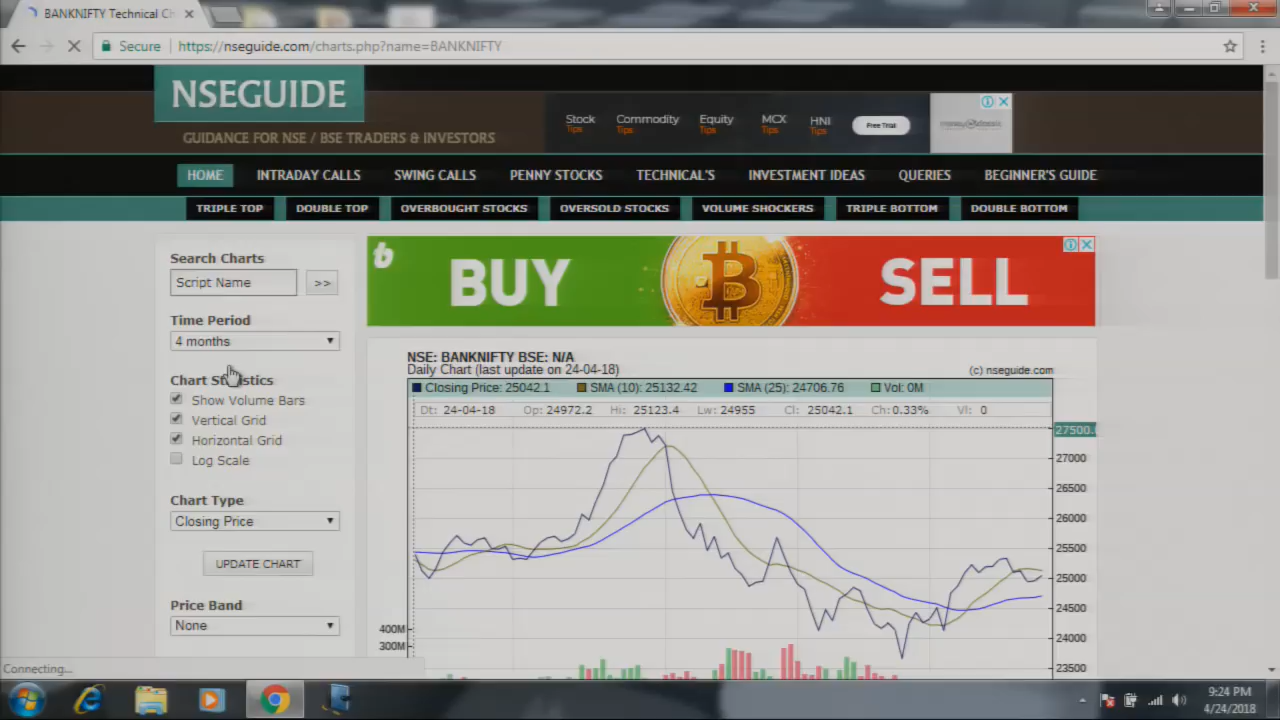 BANKNIFTY Technical Ch
Secure
https://nseguide.com/charts.php?name=BANKNIFTY
NSEGUIDE
GUIDANCE FOR NSE / BSE TRADERS & INVESTORS
Stock Tips
Commodity Tips
Equity Tips
MCX Tips
HNI Tips
Free Trial
HOME INTRADAY CALLS SWING CALLS PENNY STOCKS TECHNICAL'S INVESTMENT IDEAS QUERIES BEGINNER'S GUIDE
TRIPLE TOP DOUBLE TOP OVERBOUGHT STOCKS OVERSOLD STOCKS VOLUME SHOCKERS TRIPLE BOTTOM DOUBLE BOTTOM
Search Charts
Script Name >>
Time Period
4 months
Chart Statistics
Show Volume Bars
Vertical Grid
Horizontal Grid
Log Scale
Chart Type
Closing Price
UPDATE CHART
Price Band
None
BUY SELL
NSE: BANKNIFTY BSE: N/A
Daily Chart (last update on 24-04-18) (c) nseguide.com
Closing Price: 25042.1 SMA (10): 25132.42 SMA (25): 24706.76 Vol: 0M
Dt: 24-04-18 Op: 24972.2 Hi: 25123.4 Lw: 24955 Cl: 25042.1 Ch: 0.33% Vl: 0
27500.
27000
26500
26000
25500
25000
24500
24000
23500
400M
300M
Connecting...
9:24 PM
4/24/2018